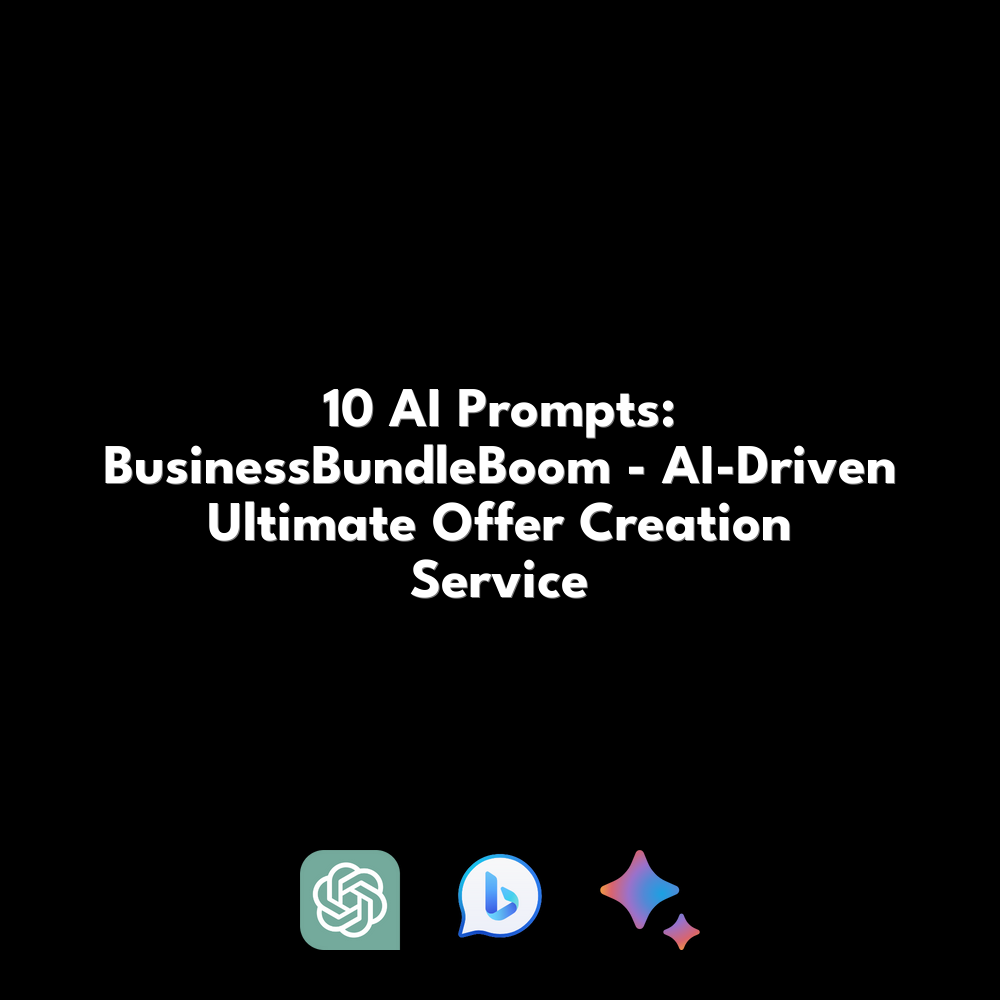 10 AI Prompts:
BusinessBundleBoom - AI-Driven
Ultimate Offer Creation
Service